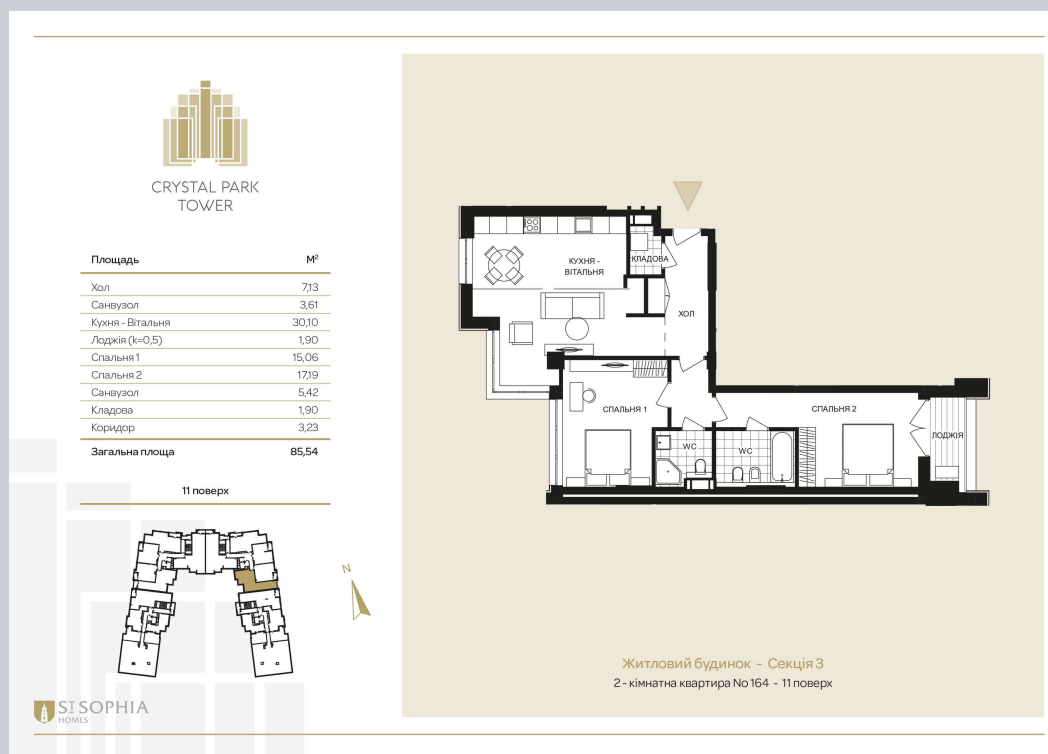 CRYSTAL PARK
TOWER
Площадь М²
Хол 7,13
Санвузол 3,61
Кухня - Вітальня 30,10
Лоджія (k=0,5) 1,90
Спальня 1 15,06
Спальня 2 17,19
Санвузол 5,42
Кладова 1,90
Коридор 3,23
Загальна площа 85,54
11 поверх
N
ST SOPHIA
HOMES
КУХНЯ -
ВІТАЛЬНЯ
КЛАДОВА
ХОЛ
СПАЛЬНЯ 1
WC
WC
СПАЛЬНЯ 2
ЛОДЖІЯ
Житловий будинок - Секція 3
2 - кімнатна квартира No 164 - 11 поверх